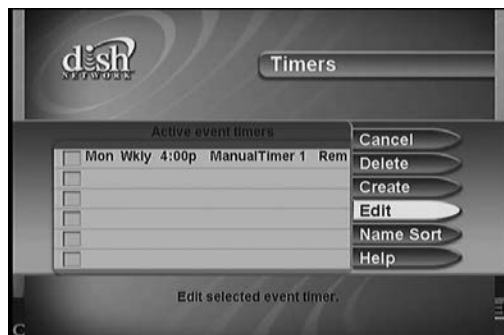 dish
NETWORK
Timers
Active event timers
Mon Wkly 4:00p ManualTimer 1 Rem
Cancel
Delete
Create
Edit
Name Sort
Help
Edit selected event timer.
C